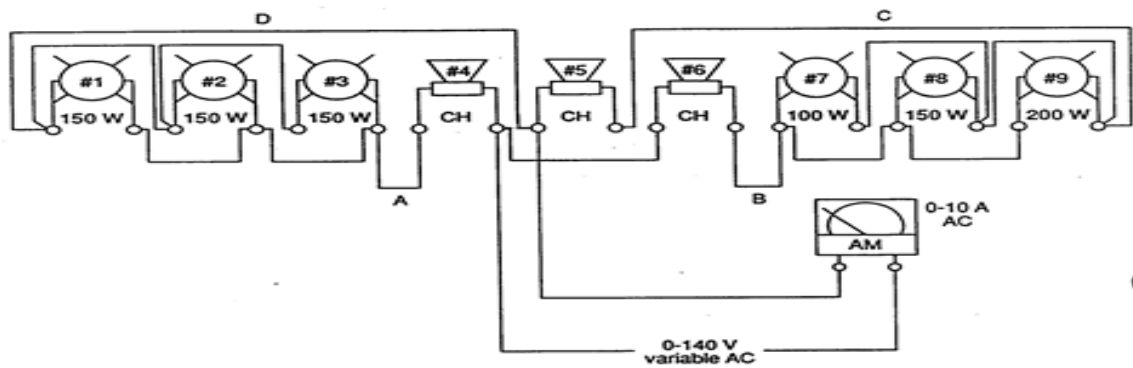 D
C
#1
#2
#3
#4
#5
#6
#7
#8
#9
150 W
150 W
150 W
CH
CH
CH
100 W
150 W
200 W
A
B
0-10 A
AC
AM
0-140 V
variable AC